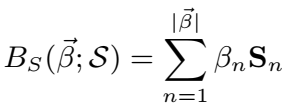 $B_S(\vec{\beta}; \mathcal{S}) = \sum_{n=1}^{|\vec{\beta}|} \beta_n \mathbf{S}_n$